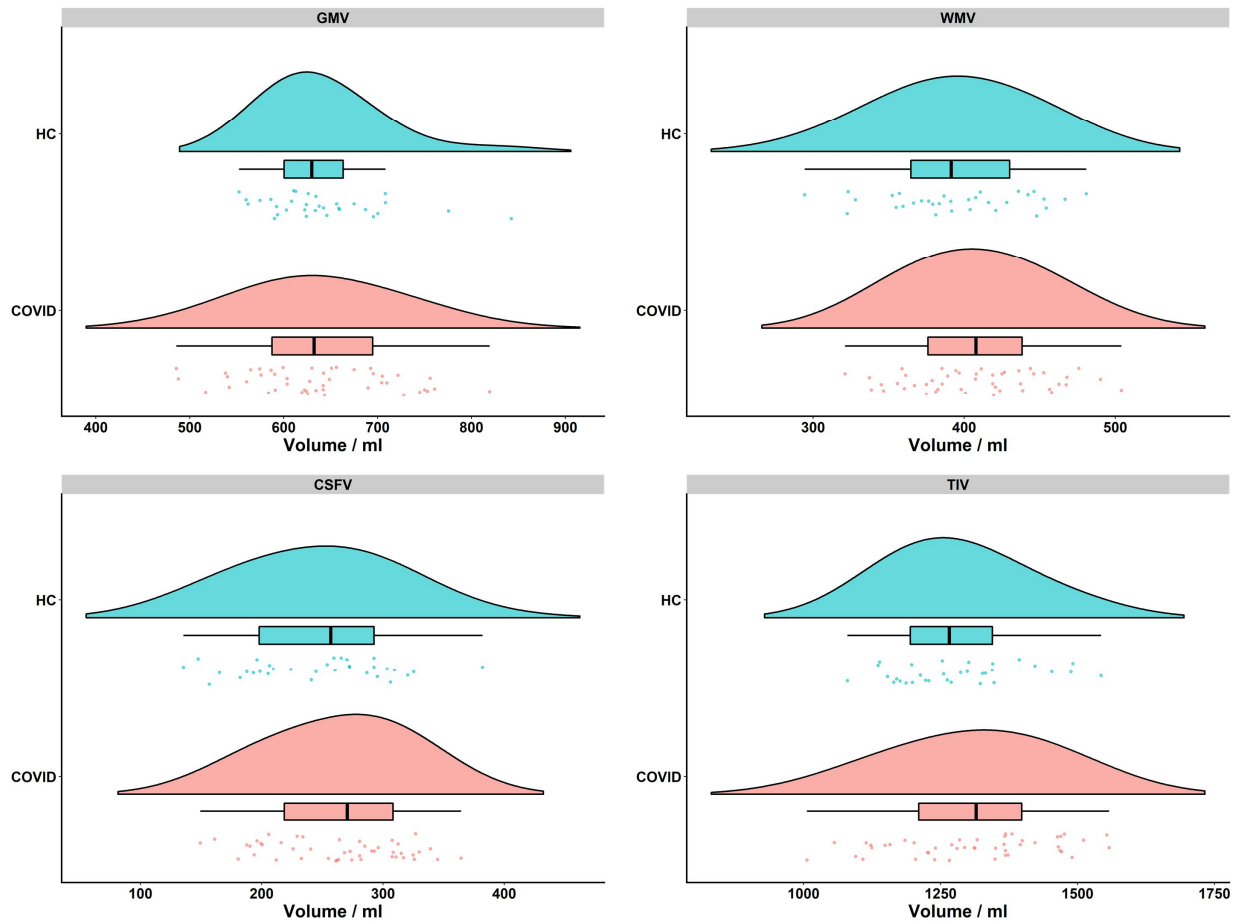 GMV
HC
COVID
400 500 600 700 800 900
Volume / ml
WMV
HC
COVID
300 400 500
Volume / ml
CSFV
HC
COVID
100 200 300 400
Volume / ml
TIV
HC
COVID
1000 1250 1500 1750
Volume / ml